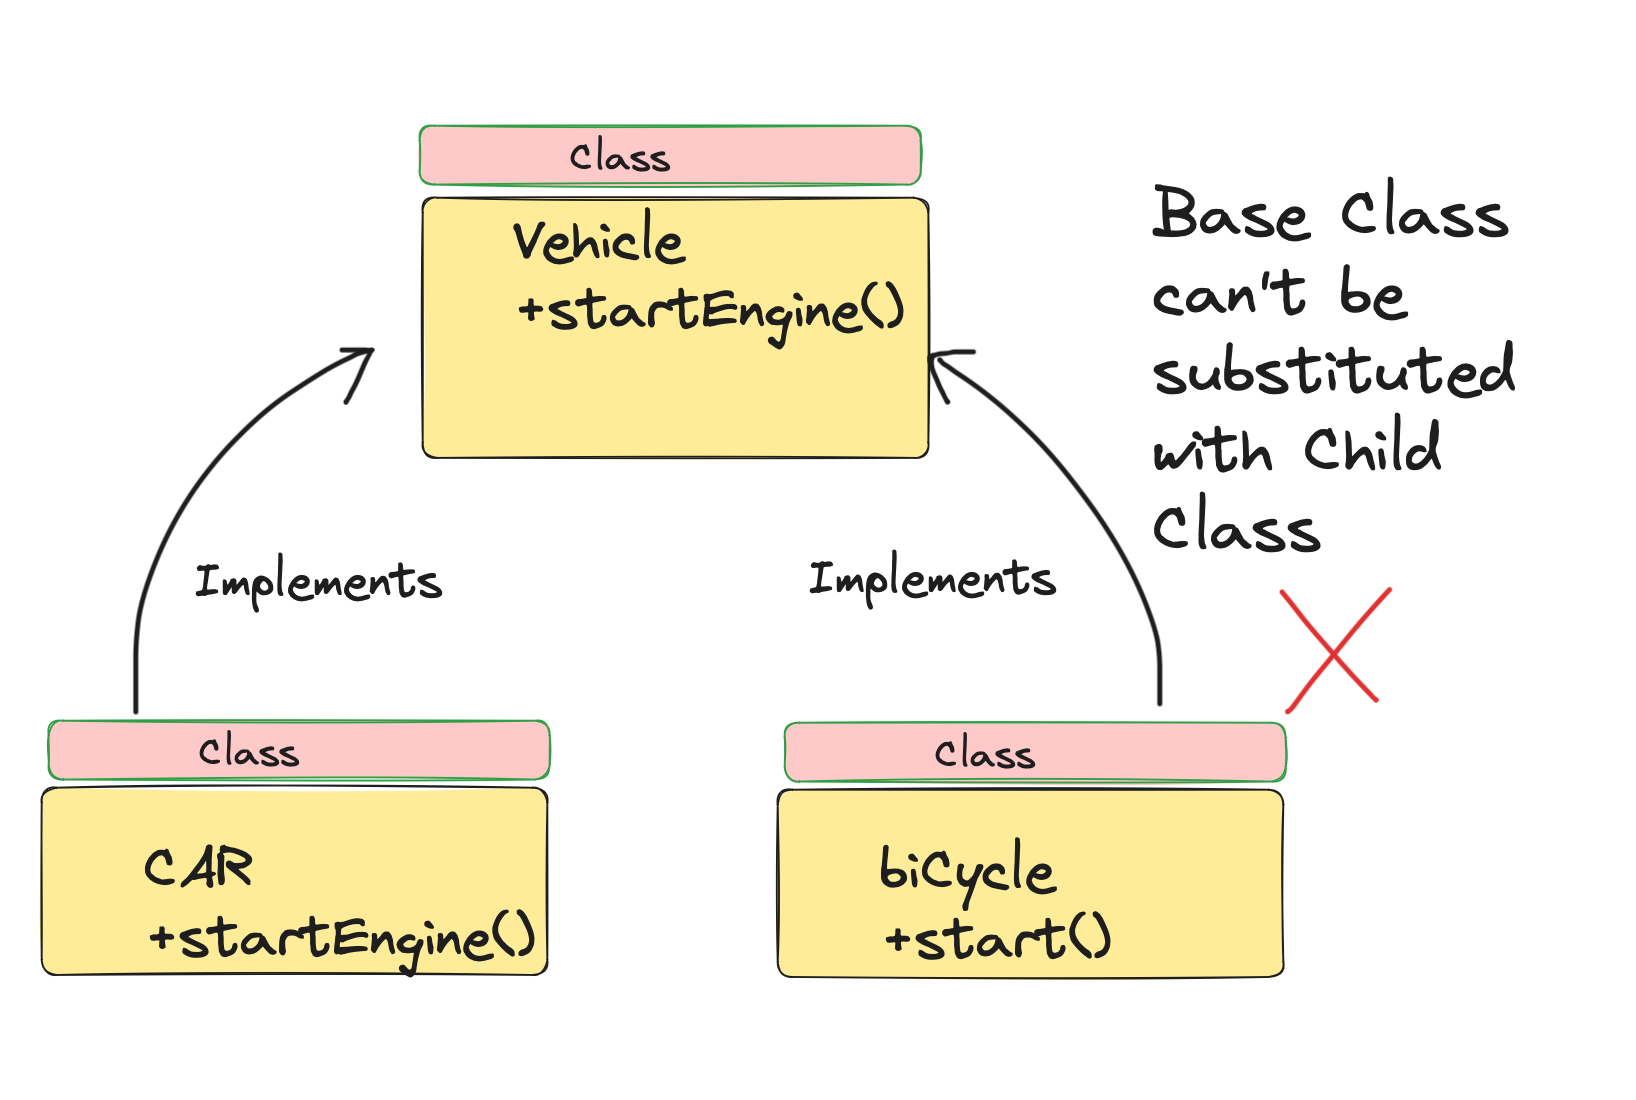 Class
Vehicle
+startEngine()
Base Class
can't be
substituted
with Child
Class
Implements
Implements
Class
CAR
+startEngine()
Class
biCycle
+start()